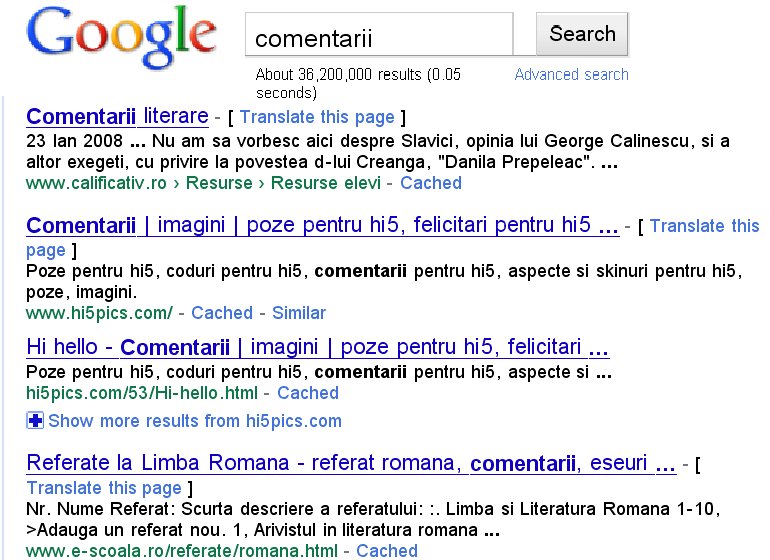 Google
comentarii
Search
About 36,200,000 results (0.05
seconds)
Advanced search
Comentarii literare - [ Translate this page ]
23 Ian 2008 ... Nu am sa vorbesc aici despre Slavici, opinia lui George Calinescu, si a
altor exegeti, cu privire la povestea d-lui Creanga, "Danila Prepeleac". ...
www.calificativ.ro › Resurse › Resurse elevi - Cached
Comentarii | imagini | poze pentru hi5, felicitari pentru hi5 ... - [ Translate this
page ]
Poze pentru hi5, coduri pentru hi5, comentarii pentru hi5, aspecte si skinuri pentru hi5,
poze, imagini.
www.hi5pics.com/ - Cached - Similar
Hi hello - Comentarii | imagini | poze pentru hi5, felicitari ...
Poze pentru hi5, coduri pentru hi5, comentarii pentru hi5, aspecte si ...
hi5pics.com/53/Hi-hello.html - Cached
Show more results from hi5pics.com
Referate la Limba Romana - referat romana, comentarii, eseuri ... - [
Translate this page ]
Nr. Nume Referat: Scurta descriere a referatului: :. Limba si Literatura Romana 1-10,
>Adauga un referat nou. 1, Arivistul in literatura romana ...
www.e-scoala.ro/referate/romana.html - Cached